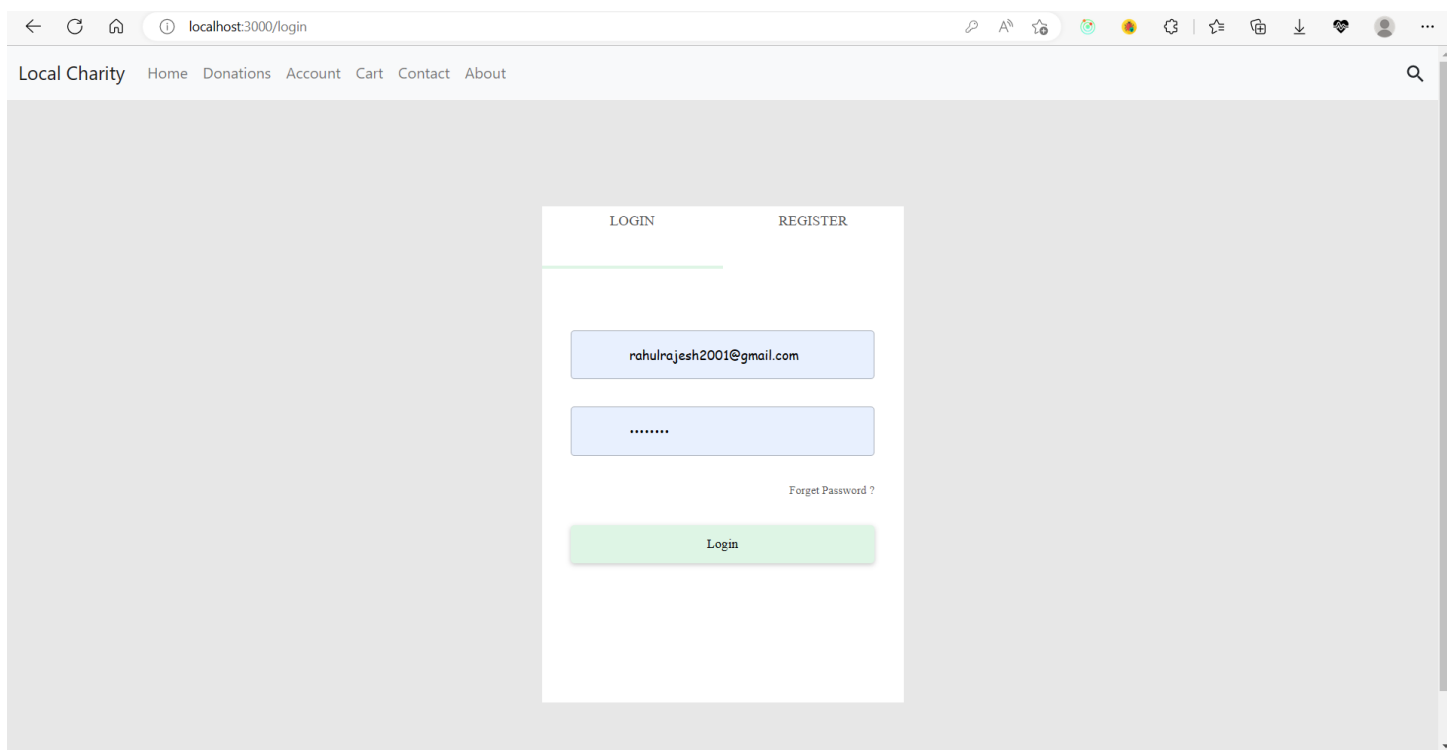 localhost:3000/login
Local Charity Home Donations Account Cart Contact About
LOGIN REGISTER
rahulrajesh2001@gmail.com
••••••••
Forget Password ?
Login